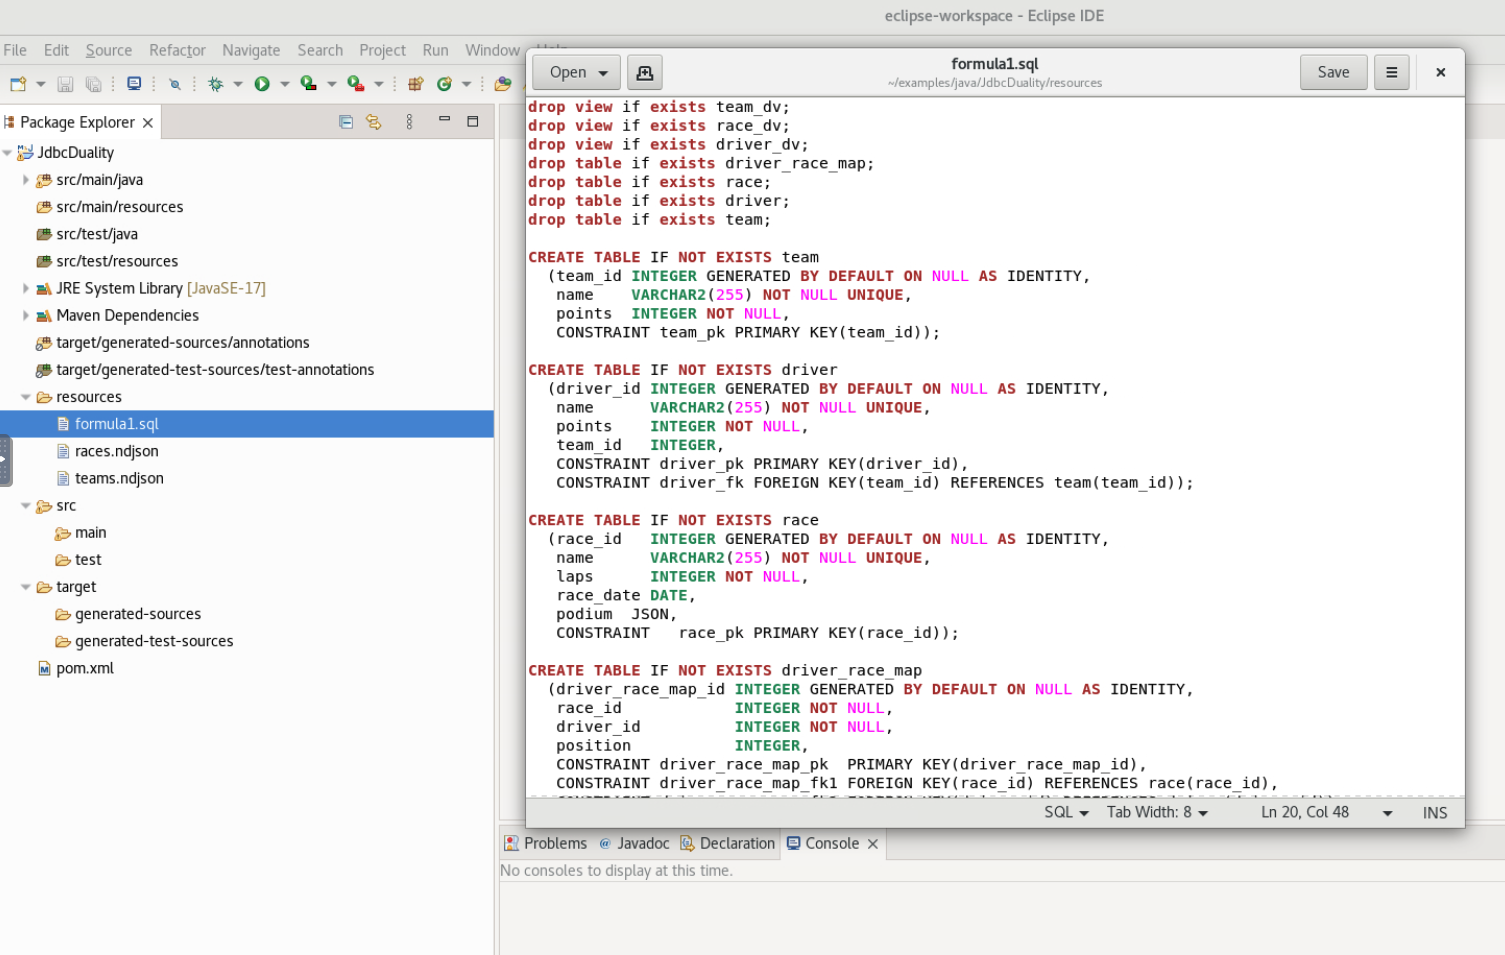 eclipse-workspace - Eclipse IDE
File Edit Source Refactor Navigate Search Project Run Window Help
Package Explorer
JdbcDuality
src/main/java
src/main/resources
src/test/java
src/test/resources
JRE System Library [JavaSE-17]
Maven Dependencies
target/generated-sources/annotations
target/generated-test-sources/test-annotations
resources
formula1.sql
races.ndjson
teams.ndjson
src
main
test
target
generated-sources
generated-test-sources
pom.xml
Open
formula1.sql
~/examples/java/JdbcDuality/resources
Save
drop view if exists team_dv;
drop view if exists race_dv;
drop view if exists driver_dv;
drop table if exists driver_race_map;
drop table if exists race;
drop table if exists driver;
drop table if exists team;
CREATE TABLE IF NOT EXISTS team
(team_id INTEGER GENERATED BY DEFAULT ON NULL AS IDENTITY,
name VARCHAR2(255) NOT NULL UNIQUE,
points INTEGER NOT NULL,
CONSTRAINT team_pk PRIMARY KEY(team_id));
CREATE TABLE IF NOT EXISTS driver
(driver_id INTEGER GENERATED BY DEFAULT ON NULL AS IDENTITY,
name VARCHAR2(255) NOT NULL UNIQUE,
points INTEGER NOT NULL,
team_id INTEGER,
CONSTRAINT driver_pk PRIMARY KEY(driver_id),
CONSTRAINT driver_fk FOREIGN KEY(team_id) REFERENCES team(team_id));
CREATE TABLE IF NOT EXISTS race
(race_id INTEGER GENERATED BY DEFAULT ON NULL AS IDENTITY,
name VARCHAR2(255) NOT NULL UNIQUE,
laps INTEGER NOT NULL,
race_date DATE,
podium JSON,
CONSTRAINT race_pk PRIMARY KEY(race_id));
CREATE TABLE IF NOT EXISTS driver_race_map
(driver_race_map_id INTEGER GENERATED BY DEFAULT ON NULL AS IDENTITY,
race_id INTEGER NOT NULL,
driver_id INTEGER NOT NULL,
position INTEGER,
CONSTRAINT driver_race_map_pk PRIMARY KEY(driver_race_map_id),
CONSTRAINT driver_race_map_fk1 FOREIGN KEY(race_id) REFERENCES race(race_id),
SQL Tab Width: 8 Ln 20, Col 48 INS
Problems @ Javadoc Declaration Console
No consoles to display at this time.